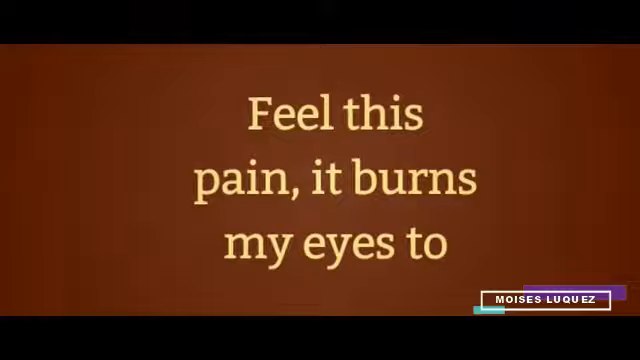 Feel this
pain, it burns
my eyes to
MOISES LUQUEZ